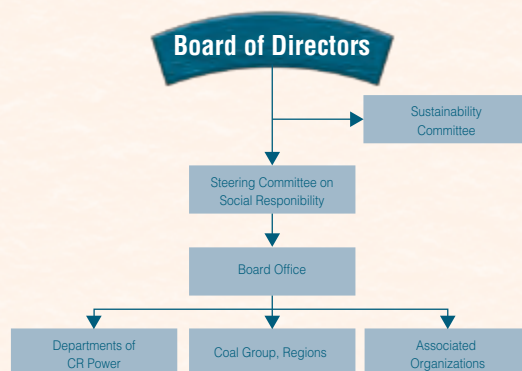 Board of Directors
Sustainability
Committee
Steering Committee on
Social Responibility
Board Office
Departments of
CR Power
Coal Group, Regions
Associated
Organizations